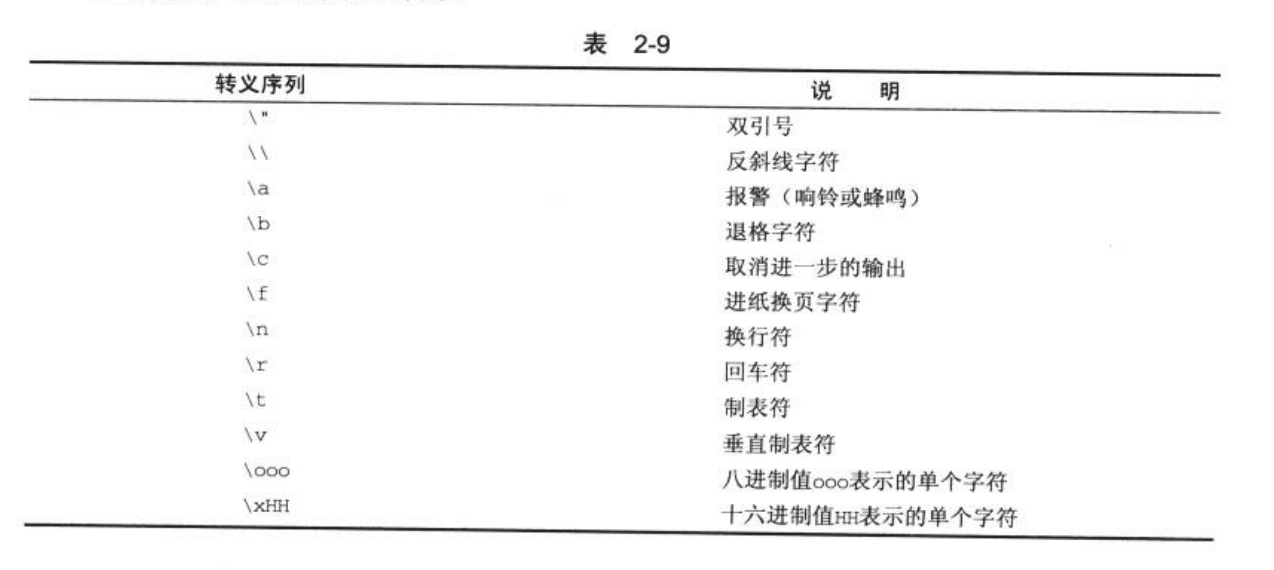 表 2-9
转义序列 说 明
\" 双引号
\\ 反斜线字符
\a 报警（响铃或蜂鸣）
\b 退格字符
\c 取消进一步的输出
\f 进纸换页字符
\n 换行符
\r 回车符
\t 制表符
\v 垂直制表符
\ooo 八进制值ooo表示的单个字符
\xHH 十六进制值HH表示的单个字符